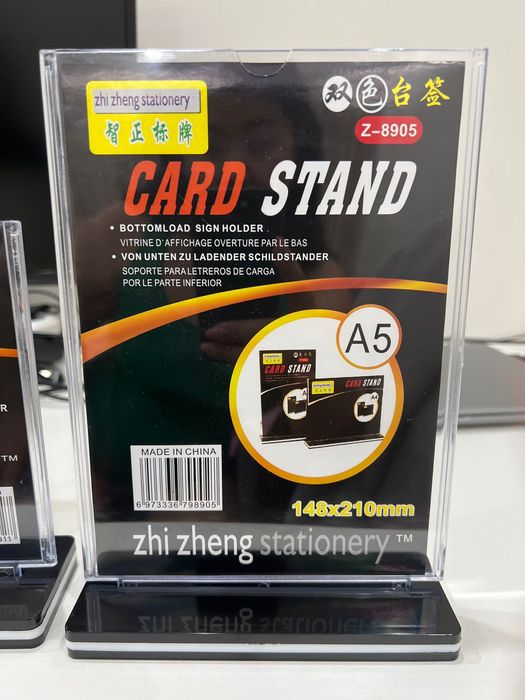 zhi zheng stationery
智正标牌
双色台签
Z-8905
CARD STAND
• BOTTOMLOAD SIGN HOLDER .
VITRINE D'AFFICHAGE OVERTURE PAR LE BAS
• VON UNTEN ZU LADENDER SCHILDSTANDER
SOPORTE PARA LETREROS DE CARGA
POR LE PARTE INFERIOR
A5
CARD STAND
CARD STAND
MADE IN CHINA
6 973336 798905
148x210mm
zhi zheng stationery TM
R
TM
911